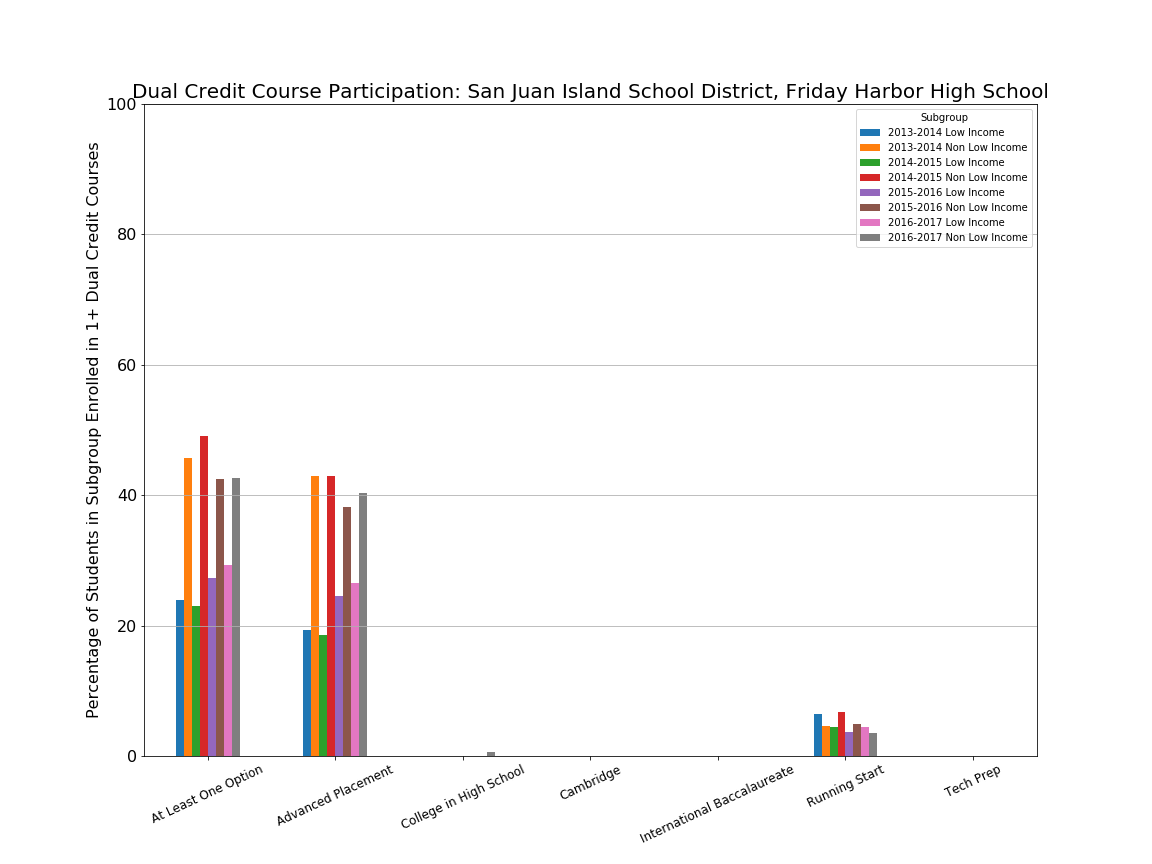 Dual Credit Course Participation: San Juan Island School District, Friday Harbor High School
Percentage of Students in Subgroup Enrolled in 1+ Dual Credit Courses
100
80
60
40
20
0
Subgroup
2013-2014 Low Income
2013-2014 Non Low Income
2014-2015 Low Income
2014-2015 Non Low Income
2015-2016 Low Income
2015-2016 Non Low Income
2016-2017 Low Income
2016-2017 Non Low Income
At Least One Option
Advanced Placement
College in High School
Cambridge
International Baccalaureate
Running Start
Tech Prep